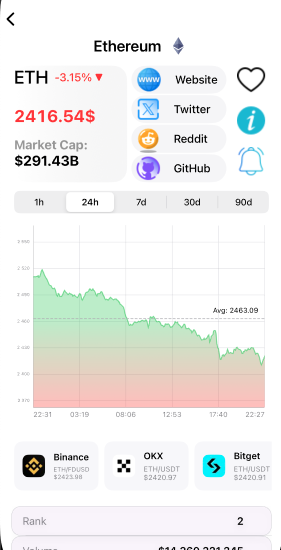 Ethereum
ETH -3.15% ▼
2416.54$
Market Cap:
$291.43B
WWW
Website
Twitter
Reddit
GitHub
1h 24h 7d 30d 90d
Avg: 2463.09
22:31 03:19 08:06 12:53 17:40 22:27
Binance
ETH/FDUSD
$2423.98
OKX
ETH/USDT
$2420.97
Bitget
ETH/USDT
$2420.91
Rank 2